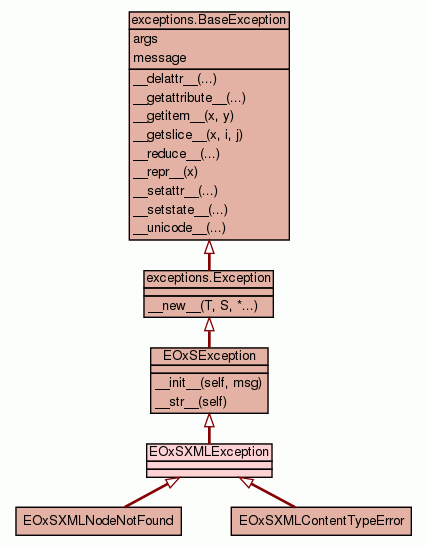 exceptions.BaseException
args
message
__delattr__(...)
__getattribute__(...)
__getitem__(x, y)
__getslice__(x, i, j)
__reduce__(...)
__repr__(x)
__setattr__(...)
__setstate__(...)
__unicode__(...)
exceptions.Exception
__new__(T, S, *...)
EOxSException
__init__(self, msg)
__str__(self)
EOxSXMLException
EOxSXMLNodeNotFound
EOxSXMLContentTypeError